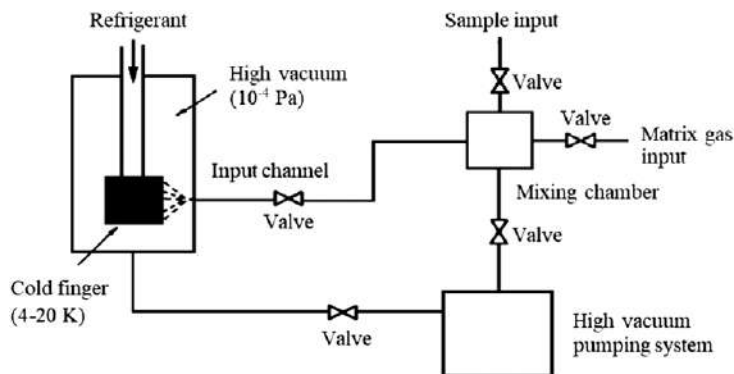 Refrigerant
High vacuum
(10⁻⁴ Pa)
Input channel
Valve
Cold finger
(4-20 K)
Valve
Sample input
Valve
Valve
Matrix gas
input
Mixing chamber
Valve
High vacuum
pumping system